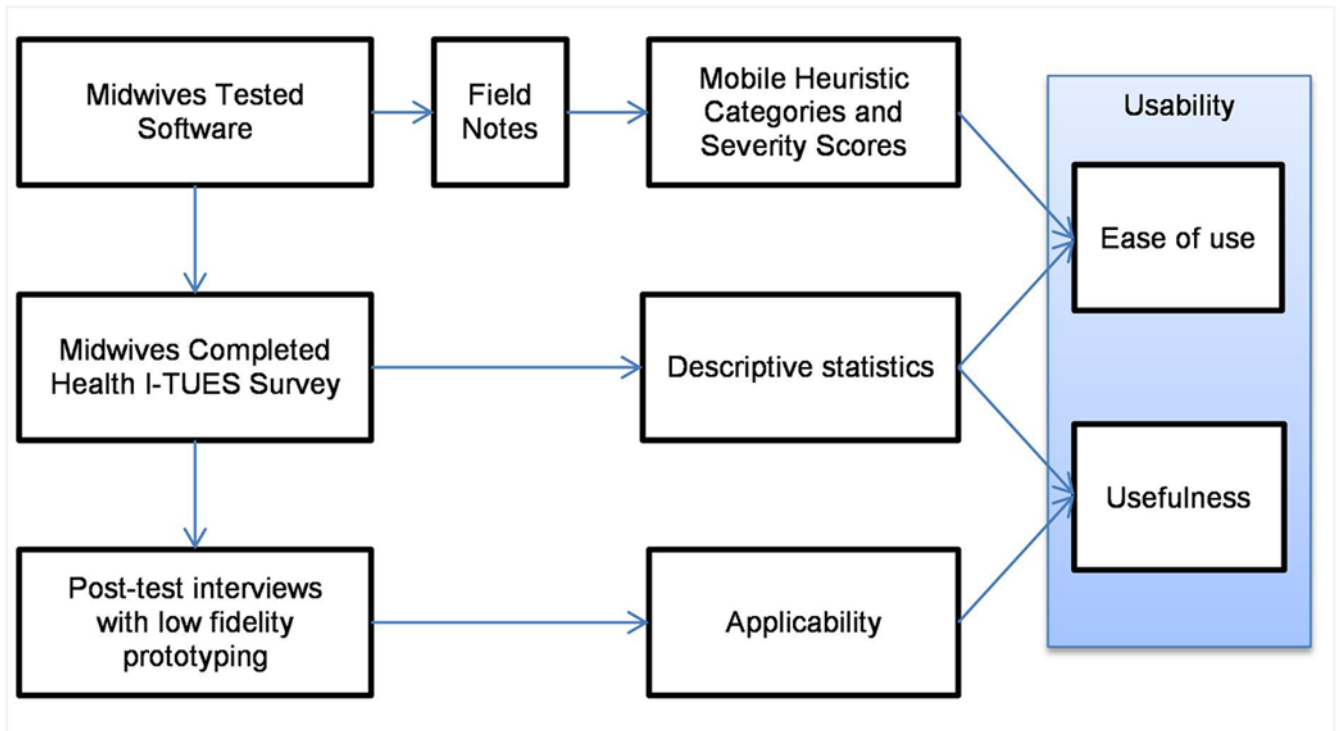 Midwives Tested
Software
Field
Notes
Mobile Heuristic
Categories and
Severity Scores
Usability
Ease of use
Midwives Completed
Health I-TUES Survey
Descriptive statistics
Usefulness
Post-test interviews
with low fidelity
prototyping
Applicability